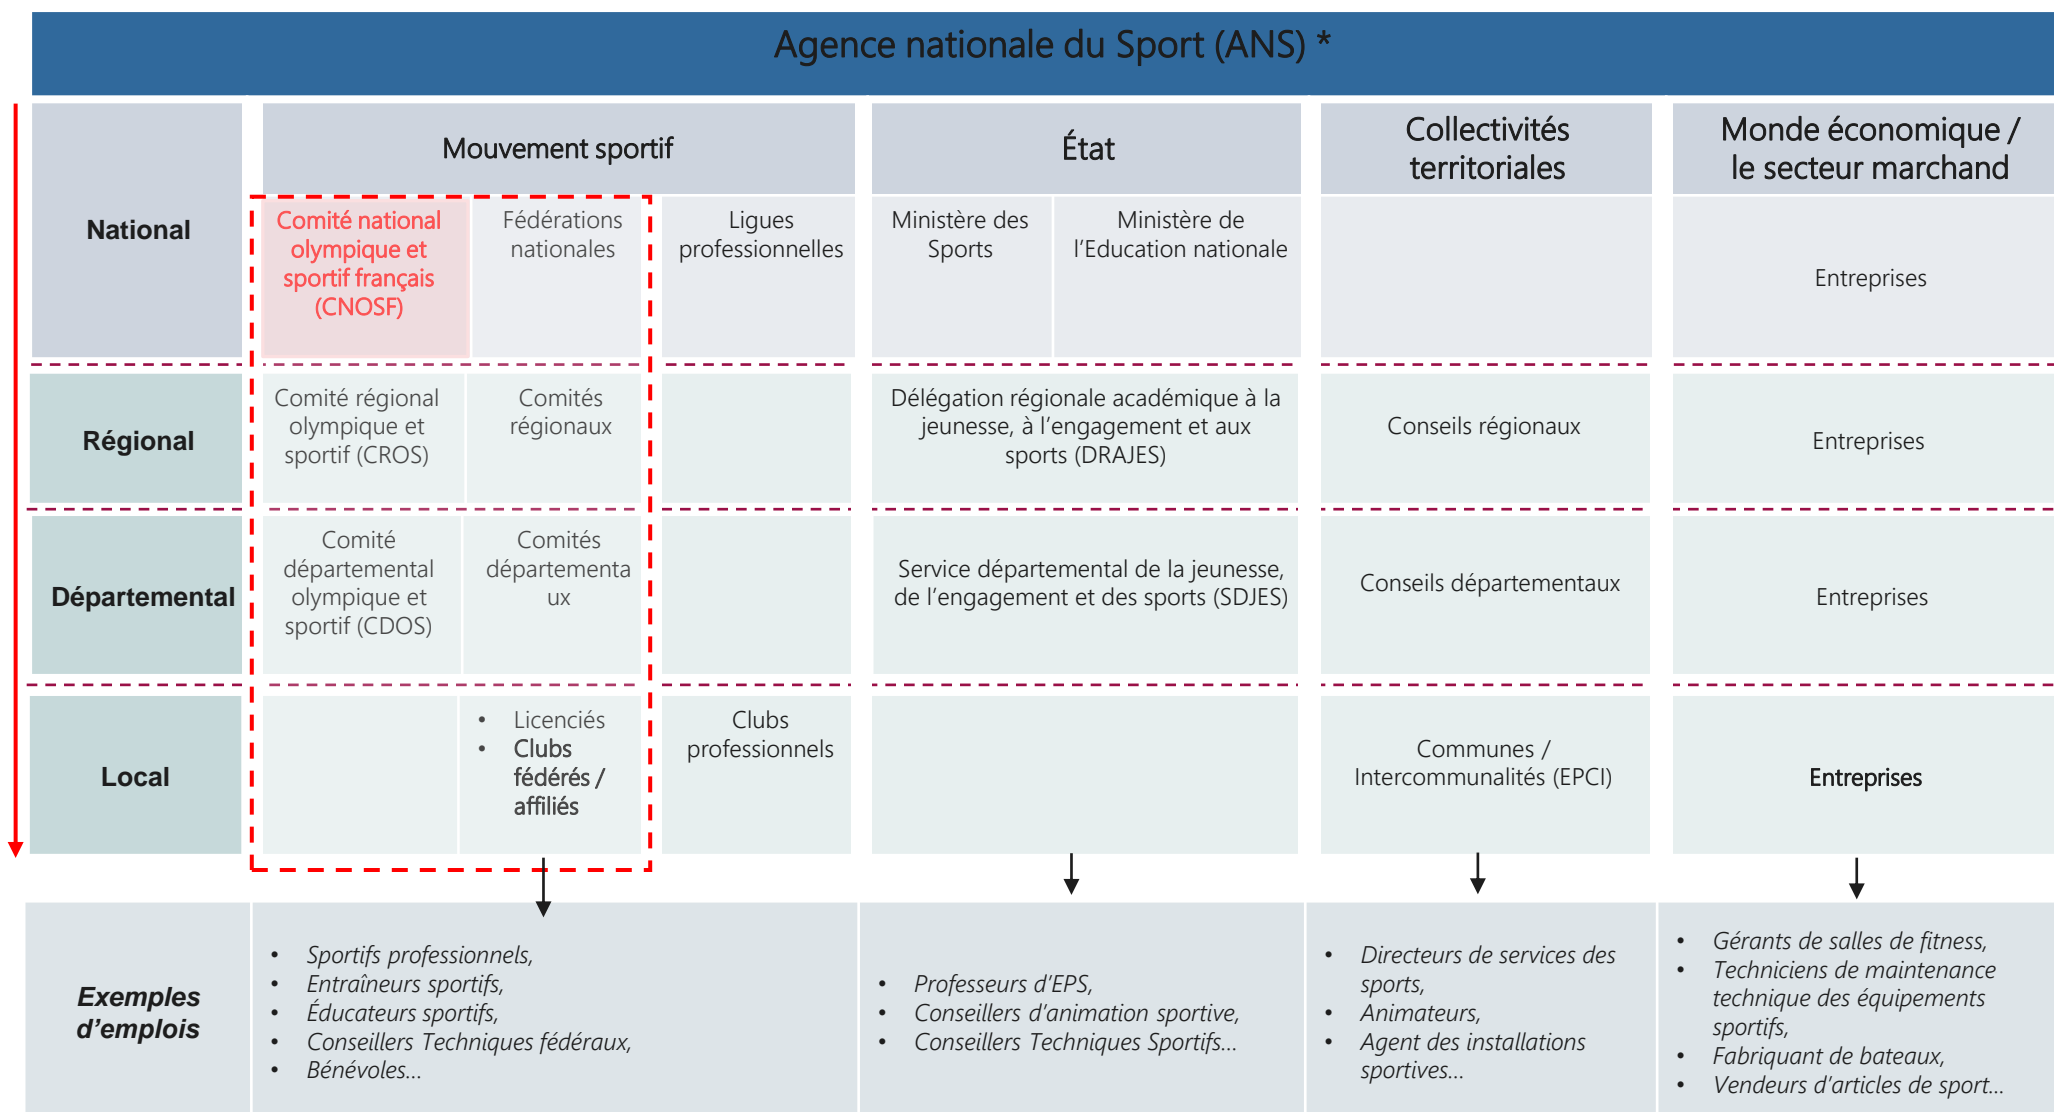 Agence nationale du Sport (ANS) *
Mouvement sportif
État
Collectivités
territoriales
Monde économique /
le secteur marchand
National
Comité national
olympique et
sportif français
(CNOSF)
Fédérations
nationales
Ligues
professionnelles
Ministère des
Sports
Ministère de
l’Education nationale
Entreprises
Régional
Comité régional
olympique et
sportif (CROS)
Comités
régionaux
Délégation régionale académique à la
jeunesse, à l’engagement et aux
sports (DRAJES)
Conseils régionaux
Entreprises
Départemental
Comité
départemental
olympique et
sportif (CDOS)
Comités
départementa
ux
Service départemental de la jeunesse,
de l’engagement et des sports (SDJES)
Conseils départementaux
Entreprises
Local
• Licenciés
• Clubs
fédérés /
affiliés
Clubs
professionnels
Communes /
Intercommunalités (EPCI)
Entreprises
Exemples
d’emplois
• Sportifs professionnels,
• Entraîneurs sportifs,
• Éducateurs sportifs,
• Conseillers Techniques fédéraux,
• Bénévoles…
• Professeurs d’EPS,
• Conseillers d’animation sportive,
• Conseillers Techniques Sportifs…
• Directeurs de services des
sports,
• Animateurs,
• Agent des installations
sportives…
• Gérants de salles de fitness,
• Techniciens de maintenance
technique des équipements
sportifs,
• Fabriquant de bateaux,
• Vendeurs d’articles de sport…